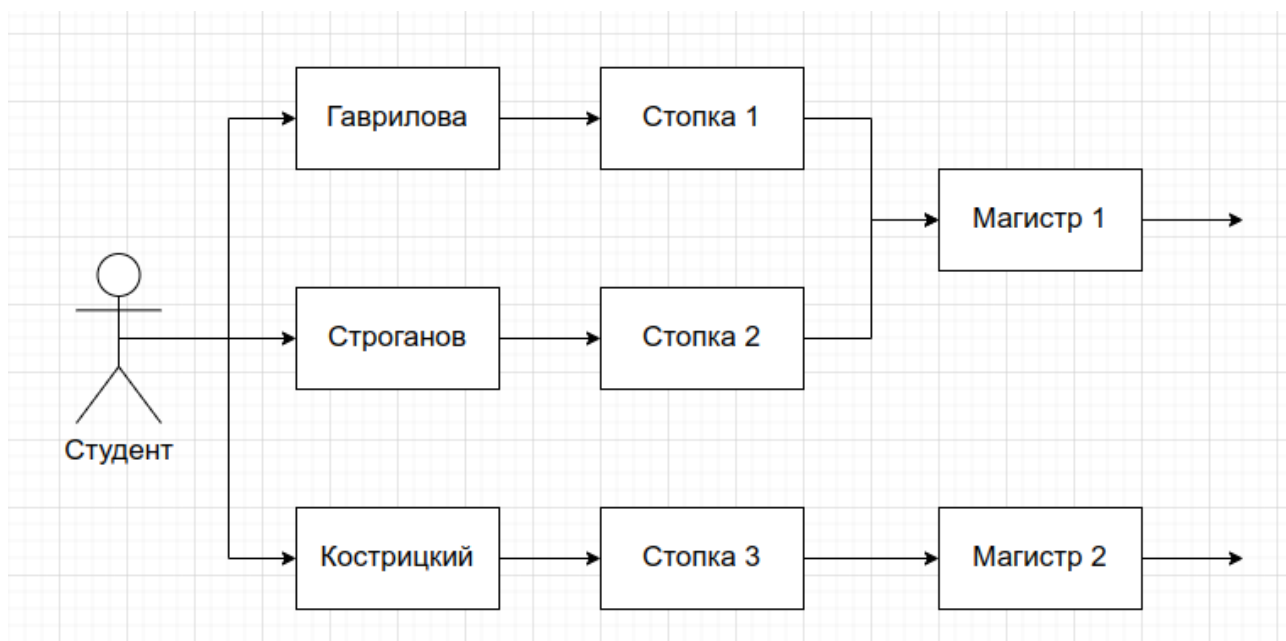 Гаврилова
Стопка 1
Магистр 1
Строганов
Стопка 2
Студент
Кострицкий
Стопка 3
Магистр 2